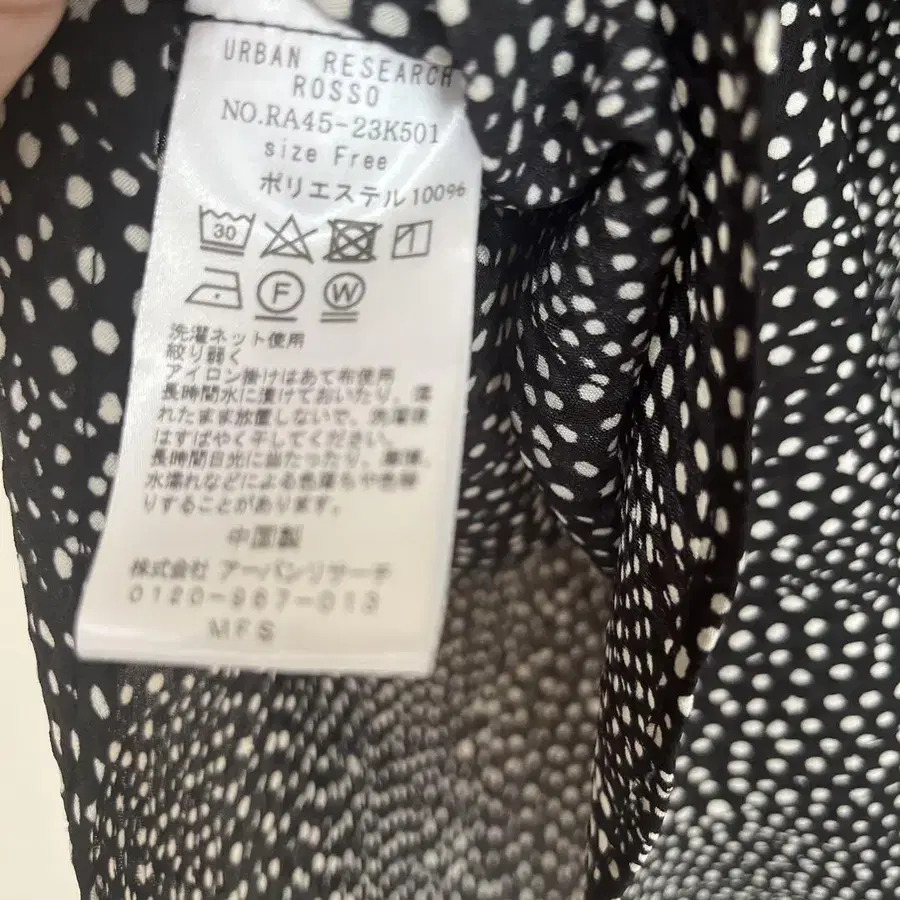 URBAN RESEARCH
ROSSO
NO.RA45-23K501
size Free
ポリエステル100%
30
F W
洗濯ネット使用
絞り弱く
アイロン掛けはあて布使用
長時間水に漬けておいたり、濡
れたまま放置しないで、洗濯後
はすばやく干してください。
長時間日光に当たったり、摩擦、
水濡れなどによる色落ちや色移
りすることがあります。
中国製
株式会社 アーバンリサーチ
0120-967-013
MFS